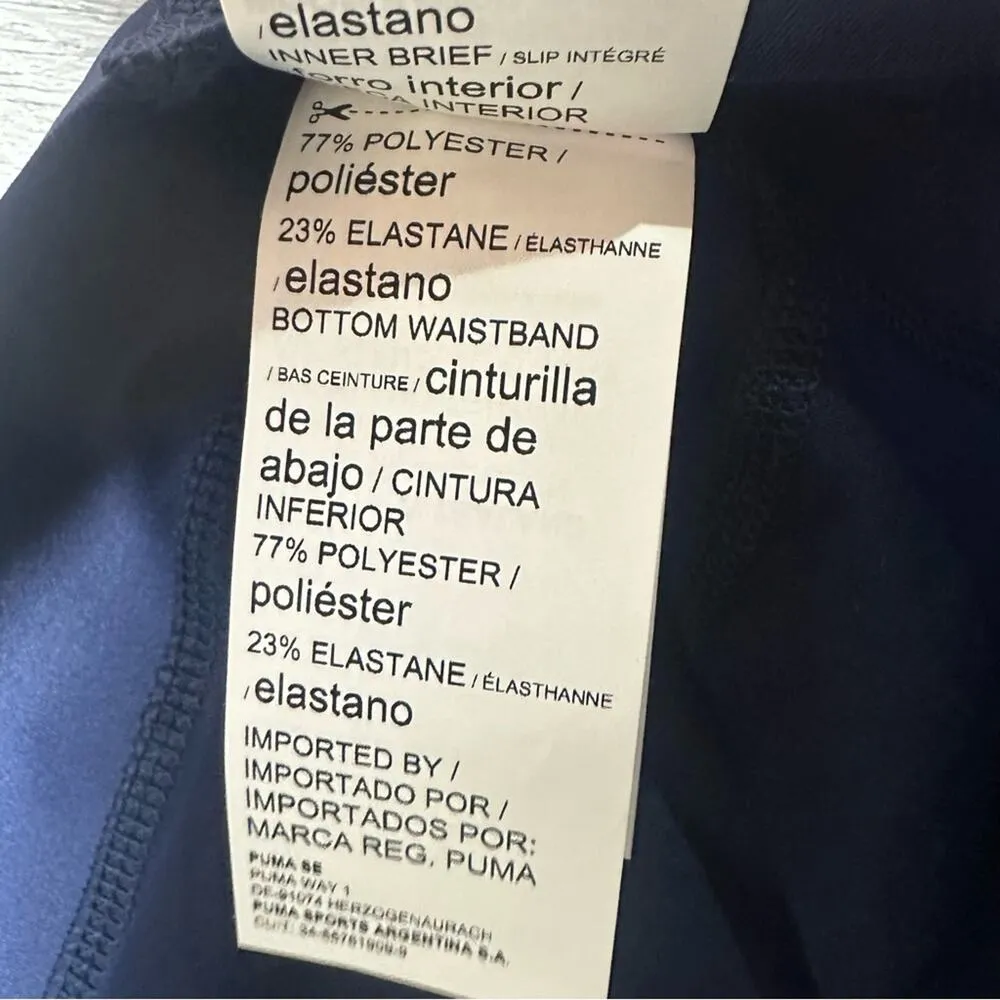 /elastano
INNER BRIEF / SLIP INTÉGRÉ
forro interior /
INTERIOR
77% POLYESTER /
poliéster
23% ELASTANE / ÉLASTHANNE
/elastano
BOTTOM WAISTBAND
/ BAS CEINTURE / cinturilla
de la parte de
abajo / CINTURA
INFERIOR
77% POLYESTER /
poliéster
23% ELASTANE / ÉLASTHANNE
/elastano
IMPORTED BY /
IMPORTADO POR /
IMPORTADOS POR:
MARCA REG. PUMA
PUMA SE
PUMA WAY 1
DE-91074 HERZOGENAURACH
PUMA SPORTS ARGENTINA S.A.